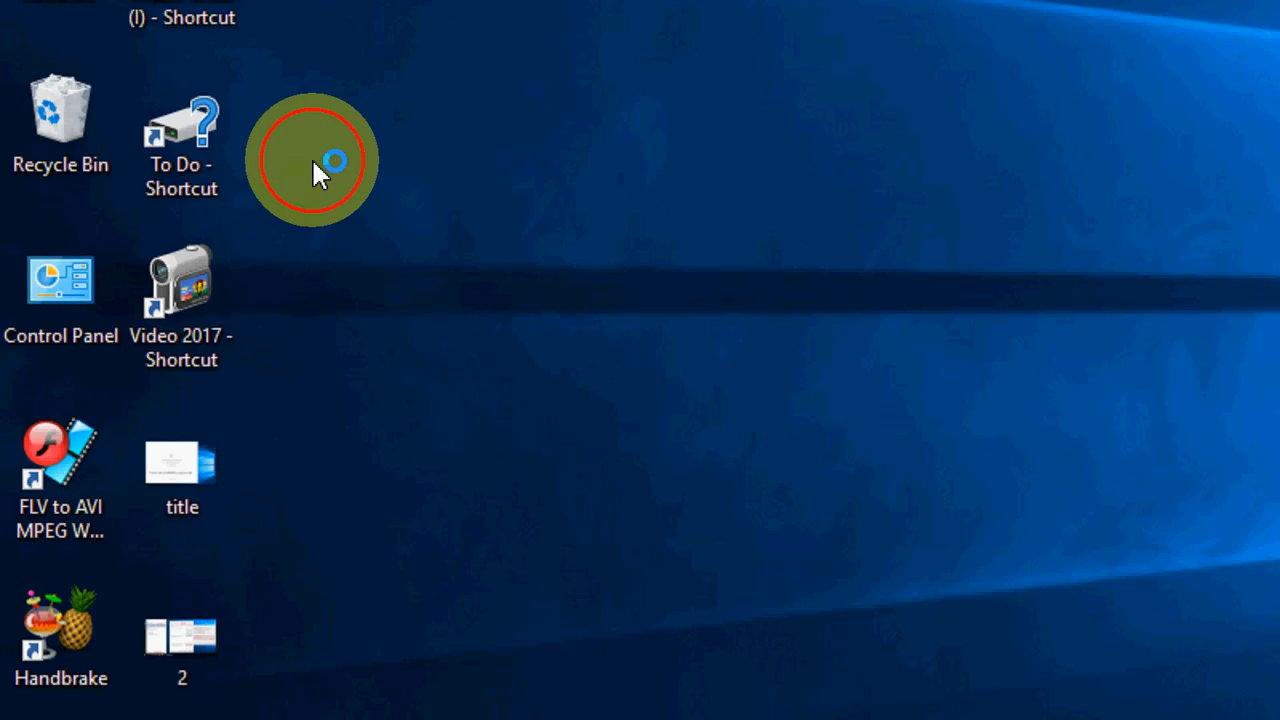 (I) - Shortcut
Recycle Bin
To Do -
Shortcut
Control Panel
Video 2017 -
Shortcut
FLV to AVI
MPEG W...
title
Handbrake
2